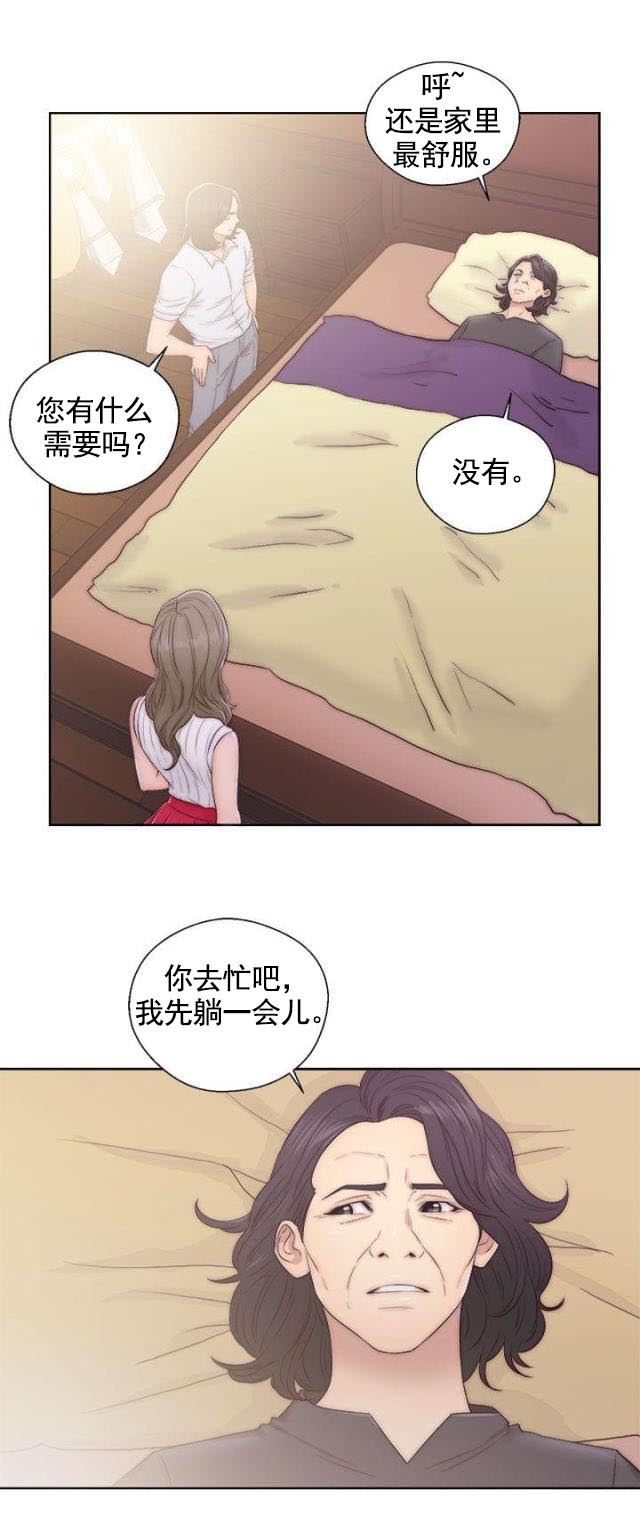 呼~
还是家里
最舒服。
您有什么
需要吗?
没有。
你去忙吧,
我先躺一会儿。